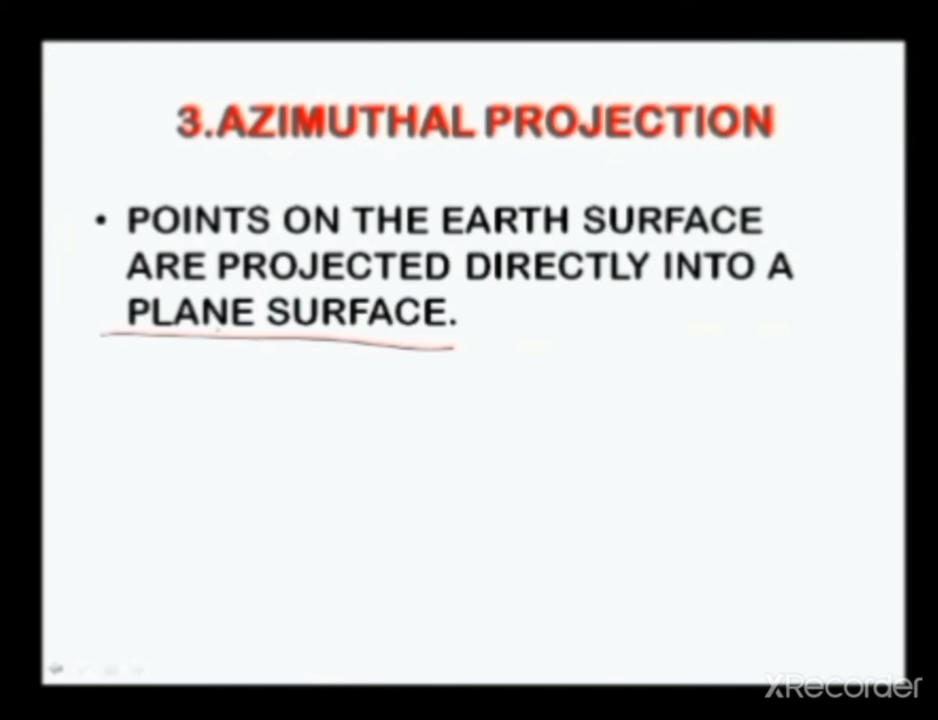 3.AZIMUTHAL PROJECTION
• POINTS ON THE EARTH SURFACE
ARE PROJECTED DIRECTLY INTO A
PLANE SURFACE.
XRecorder